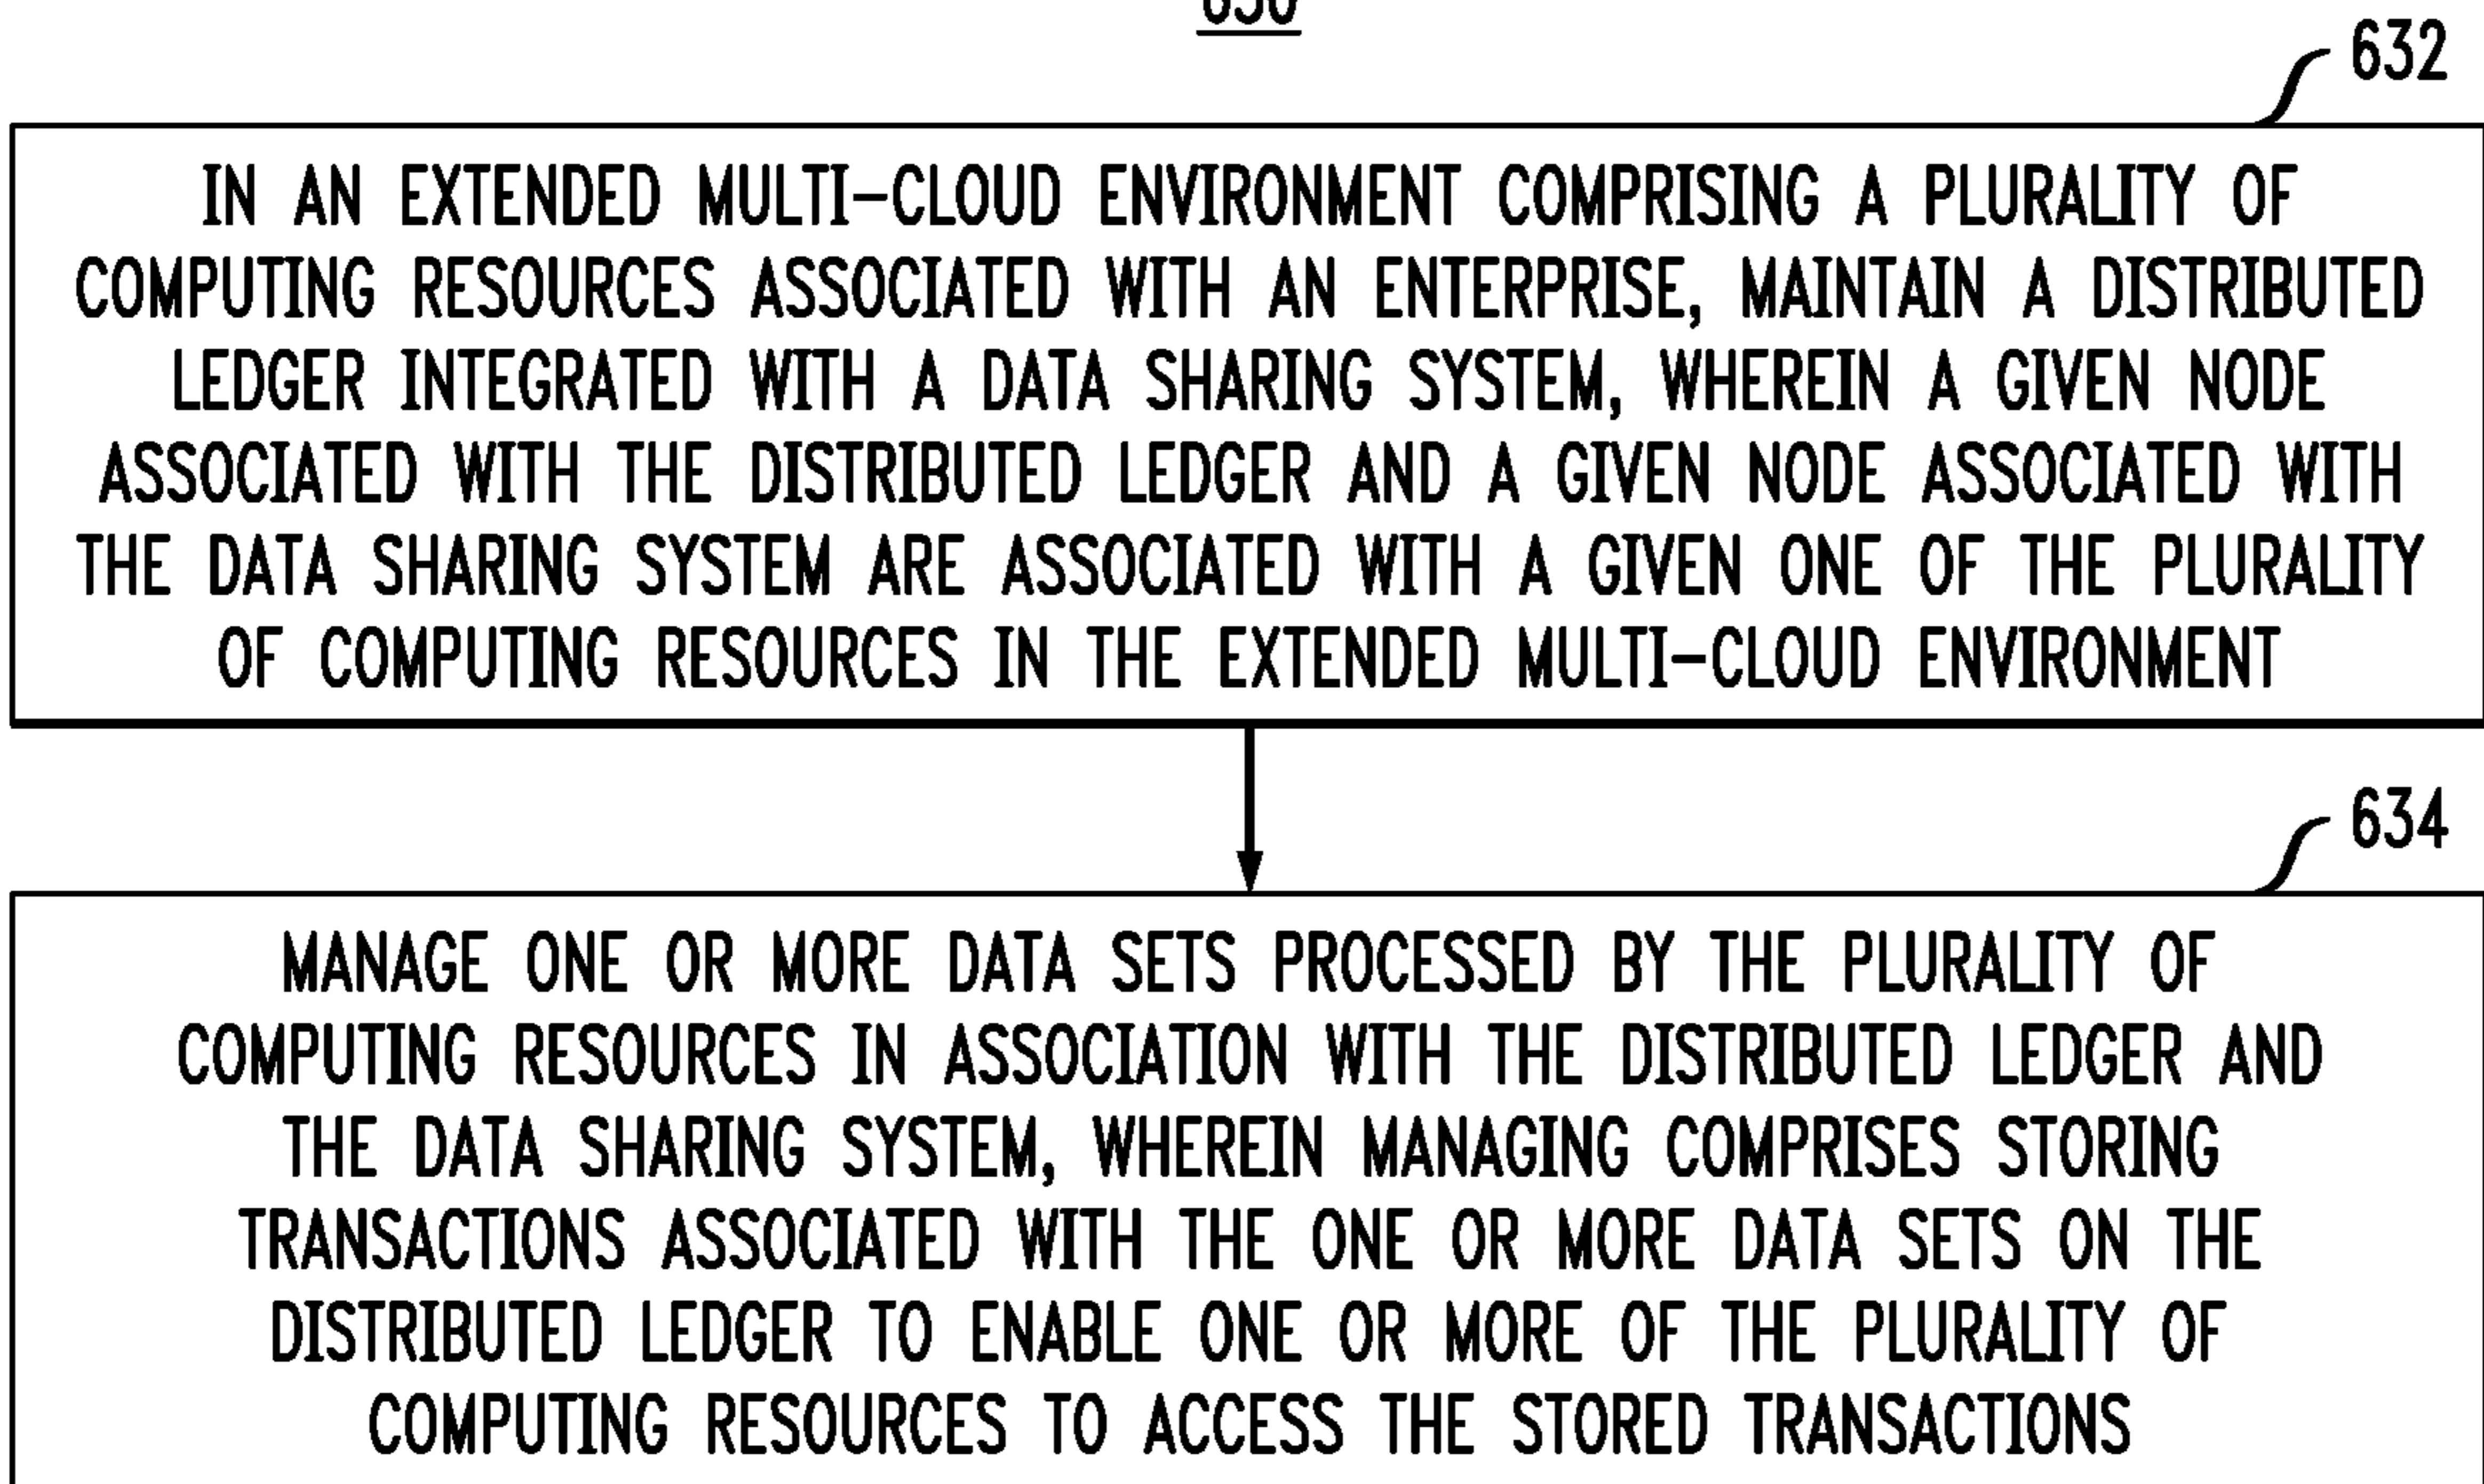 630
632
IN AN EXTENDED MULTI-CLOUD ENVIRONMENT COMPRISING A PLURALITY OF
COMPUTING RESOURCES ASSOCIATED WITH AN ENTERPRISE, MAINTAIN A DISTRIBUTED
LEDGER INTEGRATED WITH A DATA SHARING SYSTEM, WHEREIN A GIVEN NODE
ASSOCIATED WITH THE DISTRIBUTED LEDGER AND A GIVEN NODE ASSOCIATED WITH
THE DATA SHARING SYSTEM ARE ASSOCIATED WITH A GIVEN ONE OF THE PLURALITY
OF COMPUTING RESOURCES IN THE EXTENDED MULTI-CLOUD ENVIRONMENT
634
MANAGE ONE OR MORE DATA SETS PROCESSED BY THE PLURALITY OF
COMPUTING RESOURCES IN ASSOCIATION WITH THE DISTRIBUTED LEDGER AND
THE DATA SHARING SYSTEM, WHEREIN MANAGING COMPRISES STORING
TRANSACTIONS ASSOCIATED WITH THE ONE OR MORE DATA SETS ON THE
DISTRIBUTED LEDGER TO ENABLE ONE OR MORE OF THE PLURALITY OF
COMPUTING RESOURCES TO ACCESS THE STORED TRANSACTIONS